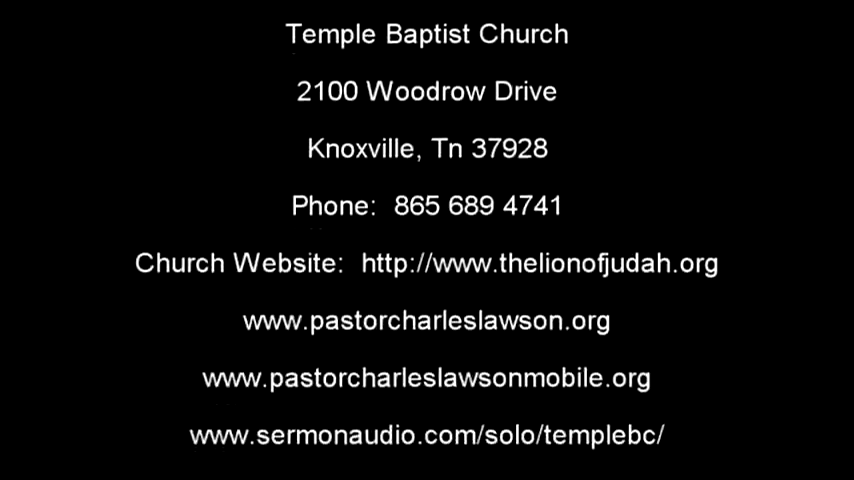 Temple Baptist Church
2100 Woodrow Drive
Knoxville, Tn 37928
Phone:  865 689 4741
Church Website:  http://www.thelionofjudah.org
www.pastorcharleslawson.org
www.pastorcharleslawsonmobile.org
www.sermonaudio.com/solo/templebc/